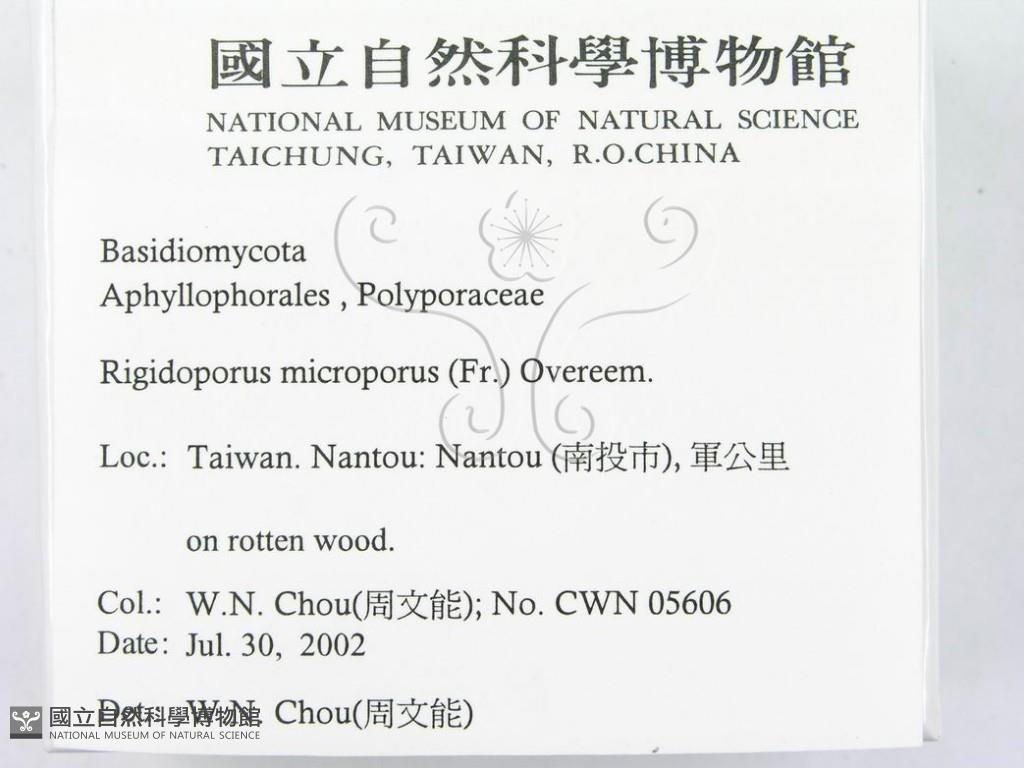 國立自然科學博物館
NATIONAL MUSEUM OF NATURAL SCIENCE
TAICHUNG, TAIWAN, R.O.CHINA
Basidiomycota
Aphyllophorales , Polyporaceae
Rigidoporus microporus (Fr.) Overeem.
Loc.: Taiwan. Nantou: Nantou (南投市), 軍公里
on rotten wood.
Col.: W.N. Chou(周文能); No. CWN 05606
Date: Jul. 30, 2002
Det.: W.N. Chou(周文能)
國立自然科學博物館
NATIONAL MUSEUM OF NATURAL SCIENCE